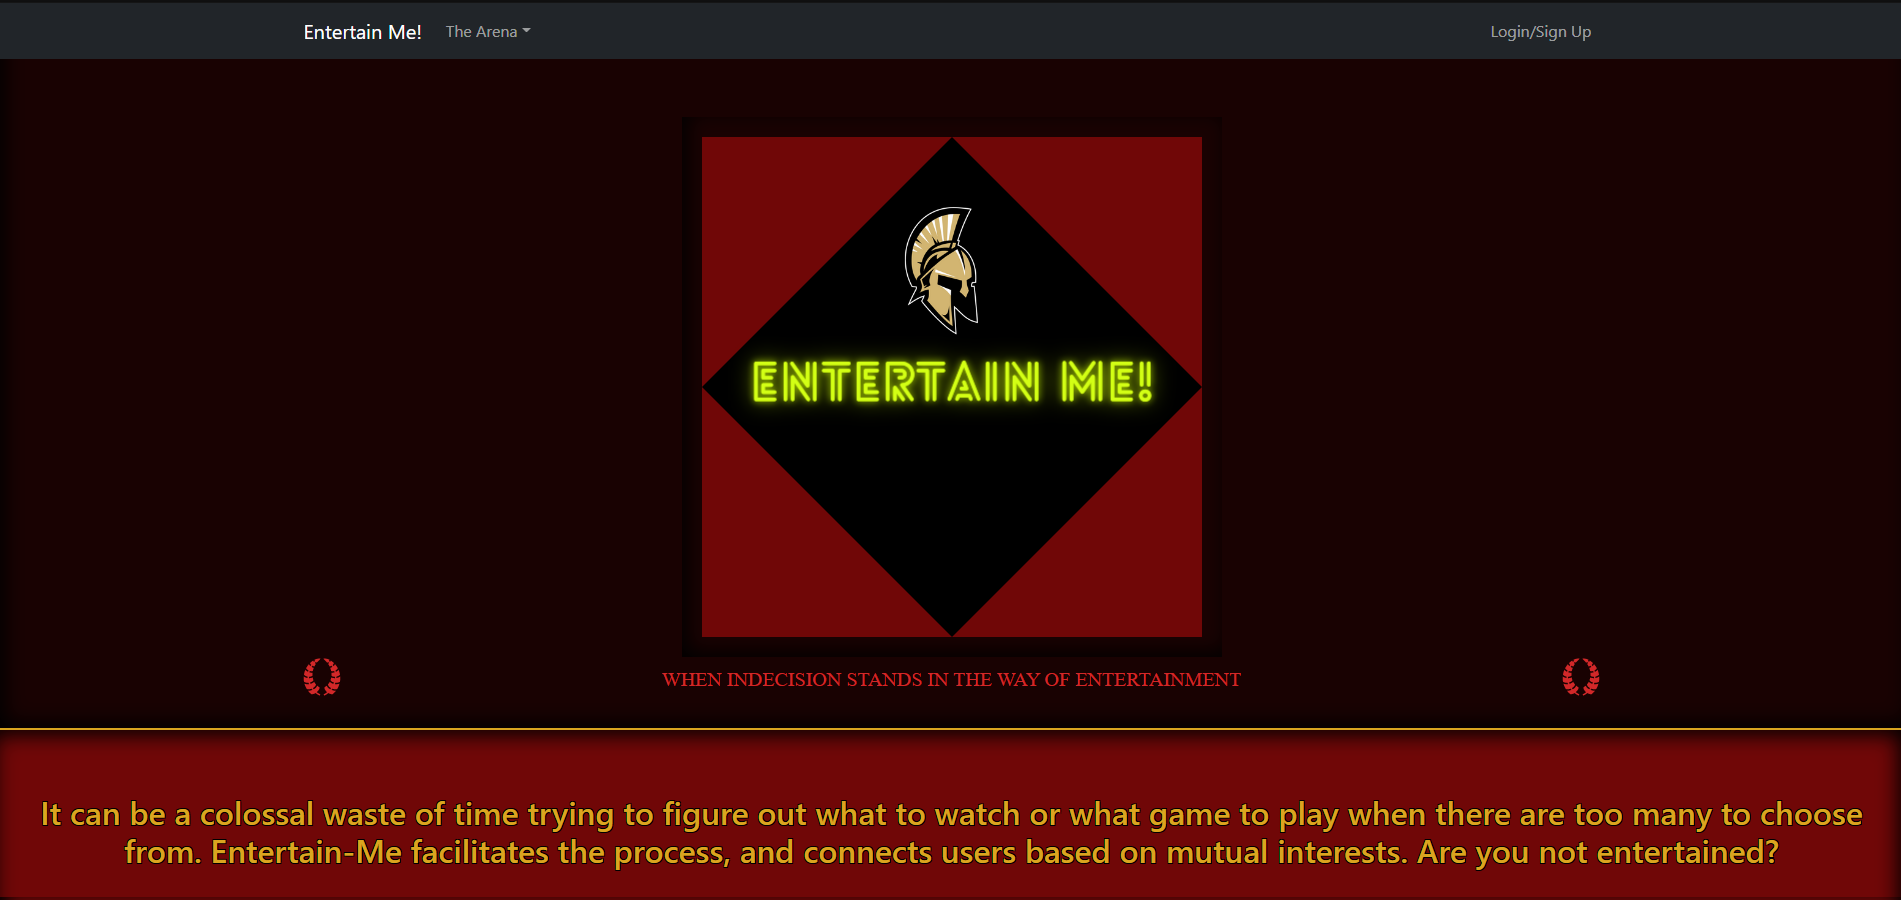 Entertain Me! The Arena Login/Sign Up
ENTERTAIN ME!
WHEN INDECISION STANDS IN THE WAY OF ENTERTAINMENT
It can be a colossal waste of time trying to figure out what to watch or what game to play when there are too many to choose
from. Entertain-Me facilitates the process, and connects users based on mutual interests. Are you not entertained?